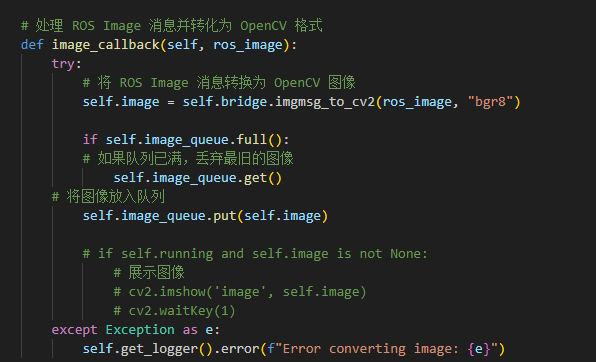 # 处理 ROS Image 消息并转化为 OpenCV 格式
def image_callback(self, ros_image):
    try:
        # 将 ROS Image 消息转换为 OpenCV 图像
        self.image = self.bridge.imgmsg_to_cv2(ros_image, "bgr8")

        if self.image_queue.full():
        # 如果队列已满，丢弃最旧的图像
            self.image_queue.get()
    # 将图像放入队列
        self.image_queue.put(self.image)

        # if self.running and self.image is not None:
            # 展示图像
            # cv2.imshow('image', self.image)
            # cv2.waitKey(1)
    except Exception as e:
        self.get_logger().error(f"Error converting image: {e}")